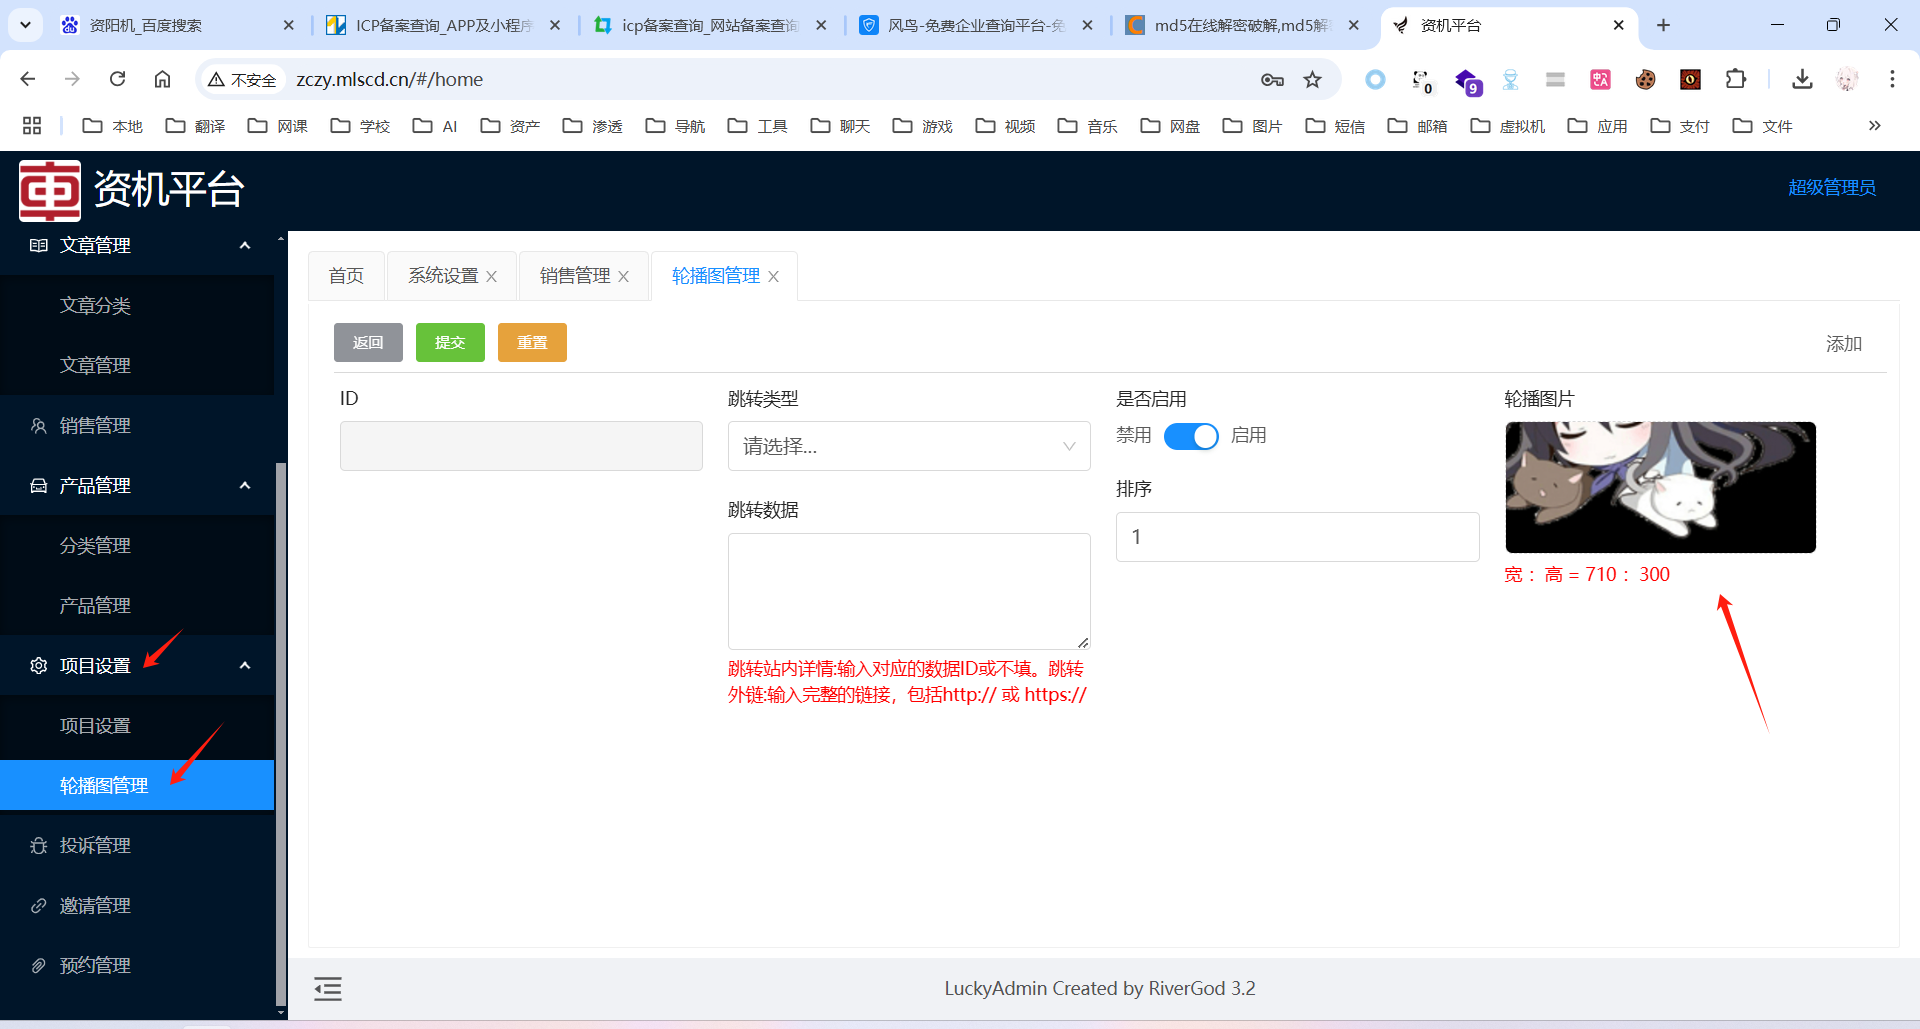 资阳机_百度搜索
ICP备案查询_APP及小程序
icp备案查询_网站备案查询
风鸟-免费企业查询平台-免
md5在线解密破解,md5解
资机平台
不安全
zczy.mlscd.cn/#/home
0
9
本地
翻译
网课
学校
AI
资产
渗透
导航
工具
聊天
游戏
视频
音乐
网盘
图片
短信
邮箱
虚拟机
应用
支付
文件
资机平台
超级管理员
文章管理
文章分类
文章管理
销售管理
产品管理
分类管理
产品管理
项目设置
项目设置
轮播图管理
投诉管理
邀请管理
预约管理
首页
系统设置
销售管理
轮播图管理
返回
提交
重置
添加
ID
跳转类型
请选择...
跳转数据
跳转站内详情:输入对应的数据ID或不填。跳转
外链:输入完整的链接，包括http:// 或 https://
是否启用
禁用
启用
排序
1
轮播图片
宽 : 高 = 710 : 300
LuckyAdmin Created by RiverGod 3.2